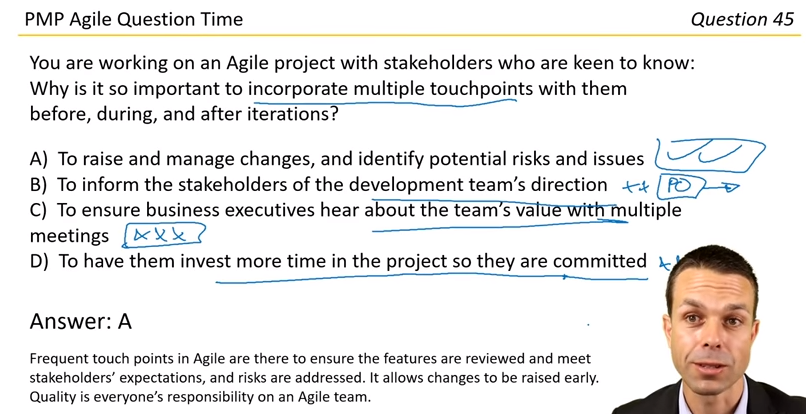 PMP Agile Question Time
Question 45
You are working on an Agile project with stakeholders who are keen to know:
Why is it so important to incorporate multiple touchpoints with them
before, during, and after iterations?
A) To raise and manage changes, and identify potential risks and issues
B) To inform the stakeholders of the development team's direction
PO
C) To ensure business executives hear about the team's value with multiple
meetings
xxx
D) To have them invest more time in the project so they are committed
Answer: A
Frequent touch points in Agile are there to ensure the features are reviewed and meet
stakeholders' expectations, and risks are addressed. It allows changes to be raised early.
Quality is everyone's responsibility on an Agile team.